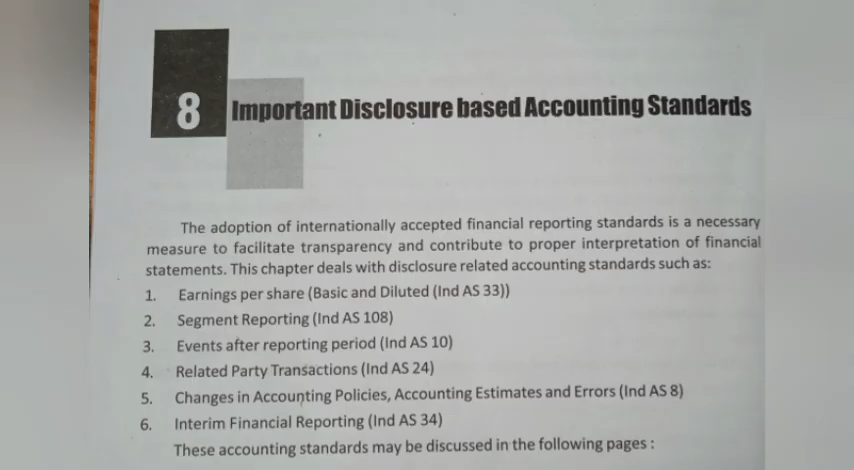 8
Important Disclosure based Accounting Standards
The adoption of internationally accepted financial reporting standards is a necessary
measure to facilitate transparency and contribute to proper interpretation of financial
statements. This chapter deals with disclosure related accounting standards such as:
1. Earnings per share (Basic and Diluted (Ind AS 33))
2. Segment Reporting (Ind AS 108)
3. Events after reporting period (Ind AS 10)
4. Related Party Transactions (Ind AS 24)
5. Changes in Accounting Policies, Accounting Estimates and Errors (Ind AS 8)
6. Interim Financial Reporting (Ind AS 34)
These accounting standards may be discussed in the following pages :